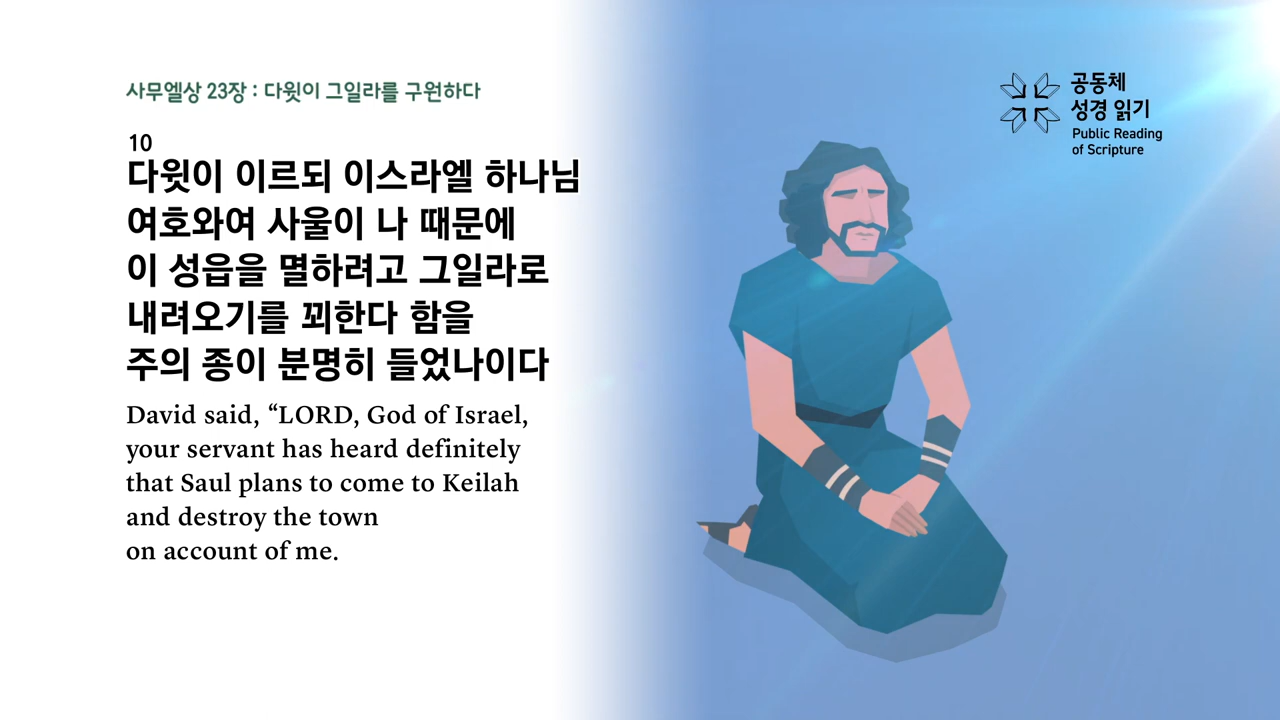 사무엘상 23장 : 다윗이 그일라를 구원하다
10
다윗이 이르되 이스라엘 하나님
여호와여 사울이 나 때문에
이 성읍을 멸하려고 그일라로
내려오기를 꾀한다 함을
주의 종이 분명히 들었나이다
David said, “LORD, God of Israel,
your servant has heard definitely
that Saul plans to come to Keilah
and destroy the town
on account of me.
공동체
성경 읽기
Public Reading
of Scripture